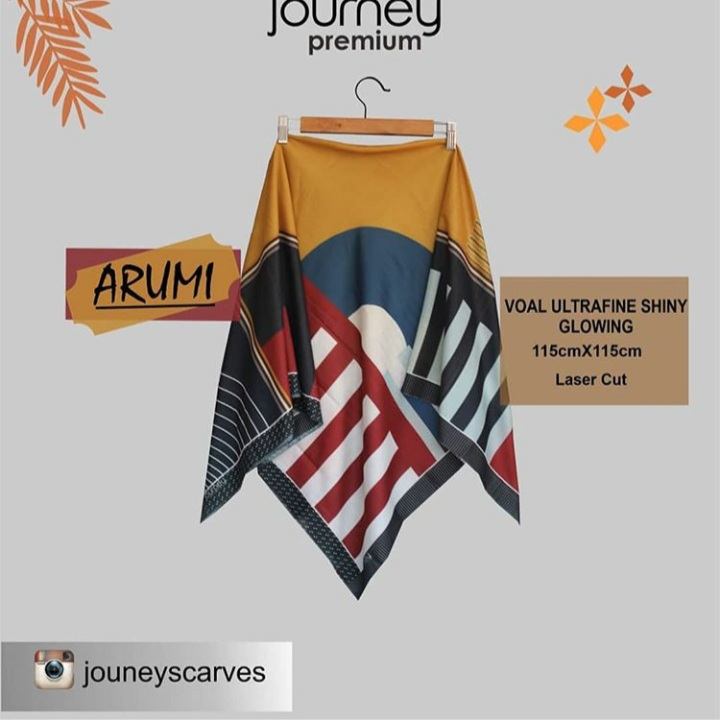 journey
premium
ARUMI
VOAL ULTRAFINE SHINY
GLOWING
115cmX115cm
Laser Cut
jouneyscarves